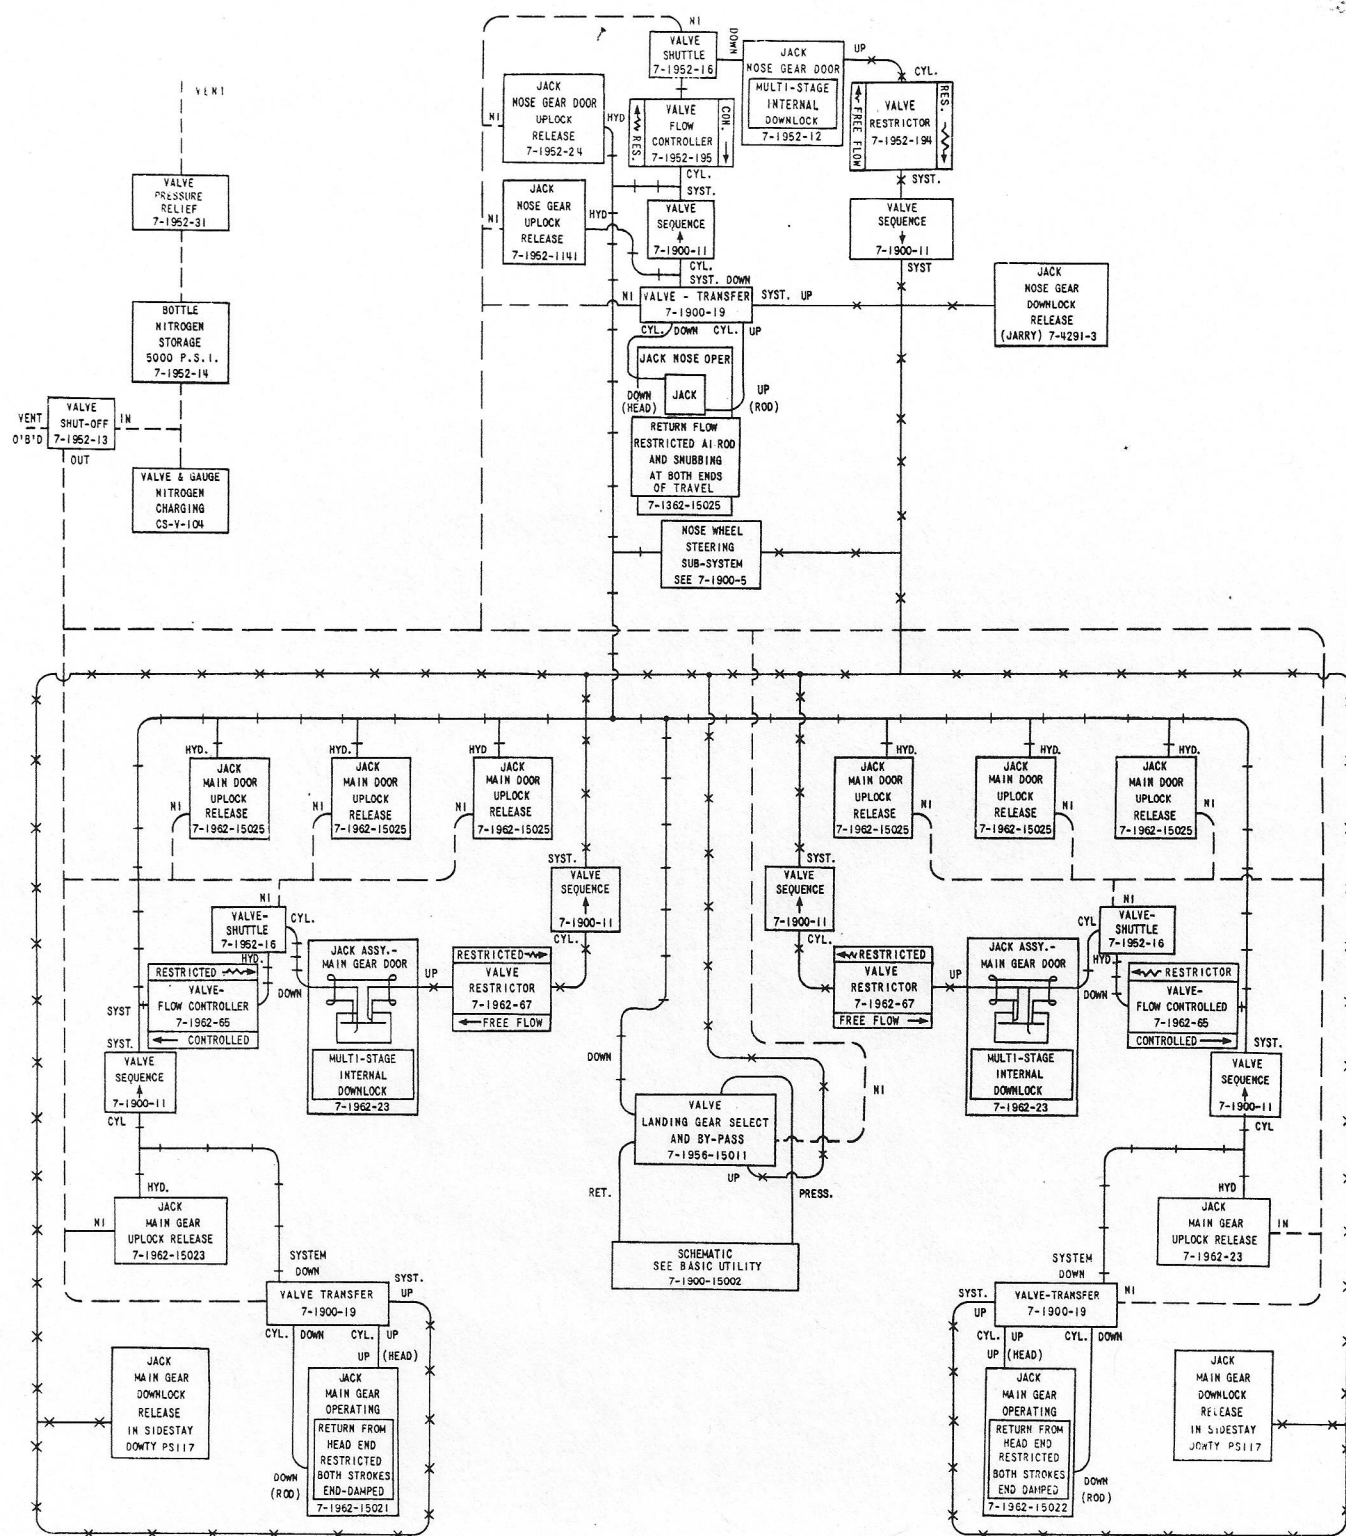 VENT
VALVE
PRESSURE
RELIEF
7-1952-31
BOTTLE
NITROGEN
STORAGE
5000 P.S.I.
7-1952-14
VENT
O'B'D
VALVE
SHUT-OFF
7-1952-13
IN
OUT
VALVE & GAUGE
NITROGEN
CHARGING
CS-V-104
NI
VALVE
SHUTTLE
7-1952-16
DOWN
JACK
NOSE GEAR DOOR
MULTI-STAGE
INTERNAL
DOWNLOCK
7-1952-12
UP
CYL.
FREE FLOW
VALVE
RESTRICTOR
7-1952-194
RES.
SYST.
VALVE
SEQUENCE
7-1900-11
SYST
NI
JACK
NOSE GEAR DOOR
UPLOCK
RELEASE
7-1952-24
HYD
RES.
VALVE
FLOW
CONTROLLER
7-1952-195
CON.
CYL.
SYST.
NI
JACK
NOSE GEAR
UPLOCK
RELEASE
7-1952-1141
HYD
VALVE
SEQUENCE
7-1900-11
CYL.
SYST. DOWN
NI
VALVE - TRANSFER
7-1900-19
SYST. UP
CYL. DOWN
CYL. UP
JACK
NOSE GEAR
DOWNLOCK
RELEASE
(JARRY) 7-4291-3
JACK NOSE OPER
JACK
DOWN
(HEAD)
UP
(ROD)
RETURN FLOW
RESTRICTED AT ROD
AND SNUBBING
AT BOTH ENDS
OF TRAVEL
7-1362-15025
NOSE WHEEL
STEERING
SUB-SYSTEM
SEE 7-1900-5
HYD.
JACK
MAIN DOOR
UPLOCK
RELEASE
7-1962-15025
NI
HYD.
JACK
MAIN DOOR
UPLOCK
RELEASE
7-1962-15025
NI
HYD
JACK
MAIN DOOR
UPLOCK
RELEASE
7-1962-15025
NI
HYD.
JACK
MAIN DOOR
UPLOCK
RELEASE
7-1962-15025
NI
HYD.
JACK
MAIN DOOR
UPLOCK
RELEASE
7-1962-15025
NI
HYD.
JACK
MAIN DOOR
UPLOCK
RELEASE
7-1962-15025
NI
SYST.
VALVE
SEQUENCE
7-1900-11
CYL.
SYST.
VALVE
SEQUENCE
7-1900-11
CYL.
NI
VALVE-
SHUTTLE
7-1952-16
CYL.
HYD.
RESTRICTED
VALVE-
FLOW CONTROLLER
7-1962-65
CONTROLLED
DOWN
SYST
JACK ASSY.-
MAIN GEAR DOOR
MULTI-STAGE
INTERNAL
DOWNLOCK
7-1962-23
UP
RESTRICTED
VALVE
RESTRICTOR
7-1962-67
FREE FLOW
RESTRICTED
VALVE
RESTRICTOR
7-1962-67
FREE FLOW
UP
JACK ASSY.-
MAIN GEAR DOOR
MULTI-STAGE
INTERNAL
DOWNLOCK
7-1962-23
NI
CYL
VALVE-
SHUTTLE
7-1952-16
HYD.
DOWN
RESTRICTOR
VALVE-
FLOW CONTROLLED
7-1962-65
CONTROLLED
SYST.
VALVE
SEQUENCE
7-1900-11
CYL
SYST.
VALVE
SEQUENCE
7-1900-11
CYL
DOWN
VALVE
LANDING GEAR SELECT
AND BY-PASS
7-1956-15011
NI
UP
RET.
PRESS.
SCHEMATIC
SEE BASIC UTILITY
7-1900-15002
HYD.
NI
JACK
MAIN GEAR
UPLOCK RELEASE
7-1962-15023
SYSTEM
DOWN
SYST.
UP
VALVE TRANSFER
7-1900-19
CYL. DOWN
CYL. UP
UP (HEAD)
JACK
MAIN GEAR
OPERATING
RETURN FROM
HEAD END
RESTRICTED
BOTH STROKES
END-DAMPED
7-1962-15021
DOWN
(ROD)
JACK
MAIN GEAR
DOWNLOCK
RELEASE
IN SIDESTAY
DOWTY PS117
HYD
JACK
MAIN GEAR
UPLOCK RELEASE
7-1962-23
IN
SYSTEM
DOWN
SYST.
UP
VALVE-TRANSFER
7-1900-19
NI
CYL. UP
UP (HEAD)
CYL. DOWN
JACK
MAIN GEAR
OPERATING
RETURN FROM
HEAD END
RESTRICTED
BOTH STROKES
END DAMPED
7-1962-15022
DOWN
(ROD)
JACK
MAIN GEAR
DOWNLOCK
RELEASE
IN SIDESTAY
DOWTY PS117